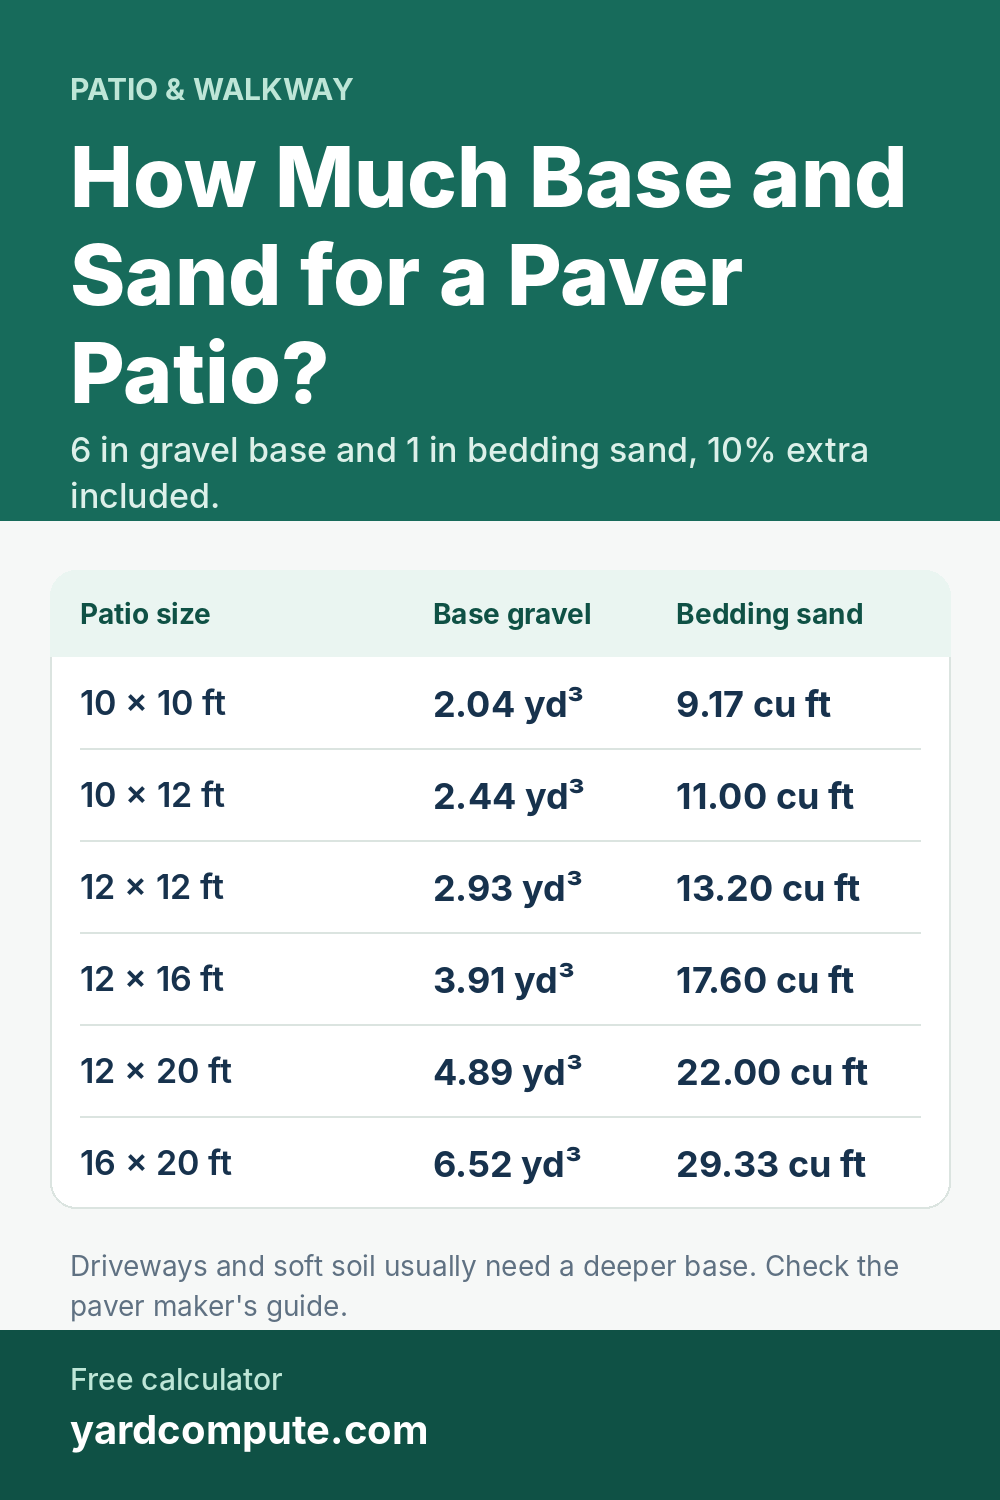 PATIO & WALKWAY
How Much Base and
Sand for a Paver
Patio?
6 in gravel base and 1 in bedding sand, 10% extra
included.
Patio size Base gravel Bedding sand
10 × 10 ft 2.04 yd³ 9.17 cu ft
10 × 12 ft 2.44 yd³ 11.00 cu ft
12 × 12 ft 2.93 yd³ 13.20 cu ft
12 × 16 ft 3.91 yd³ 17.60 cu ft
12 × 20 ft 4.89 yd³ 22.00 cu ft
16 × 20 ft 6.52 yd³ 29.33 cu ft
Driveways and soft soil usually need a deeper base. Check the
paver maker's guide.
Free calculator
yardcompute.com